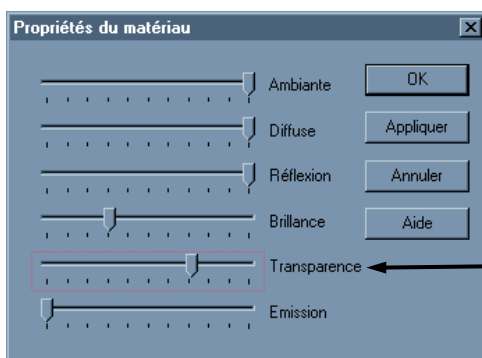 Propriétés du matériau
Ambiante
OK
Diffuse
Appliquer
Réflexion
Annuler
Brillance
Aide
Transparence
Emission